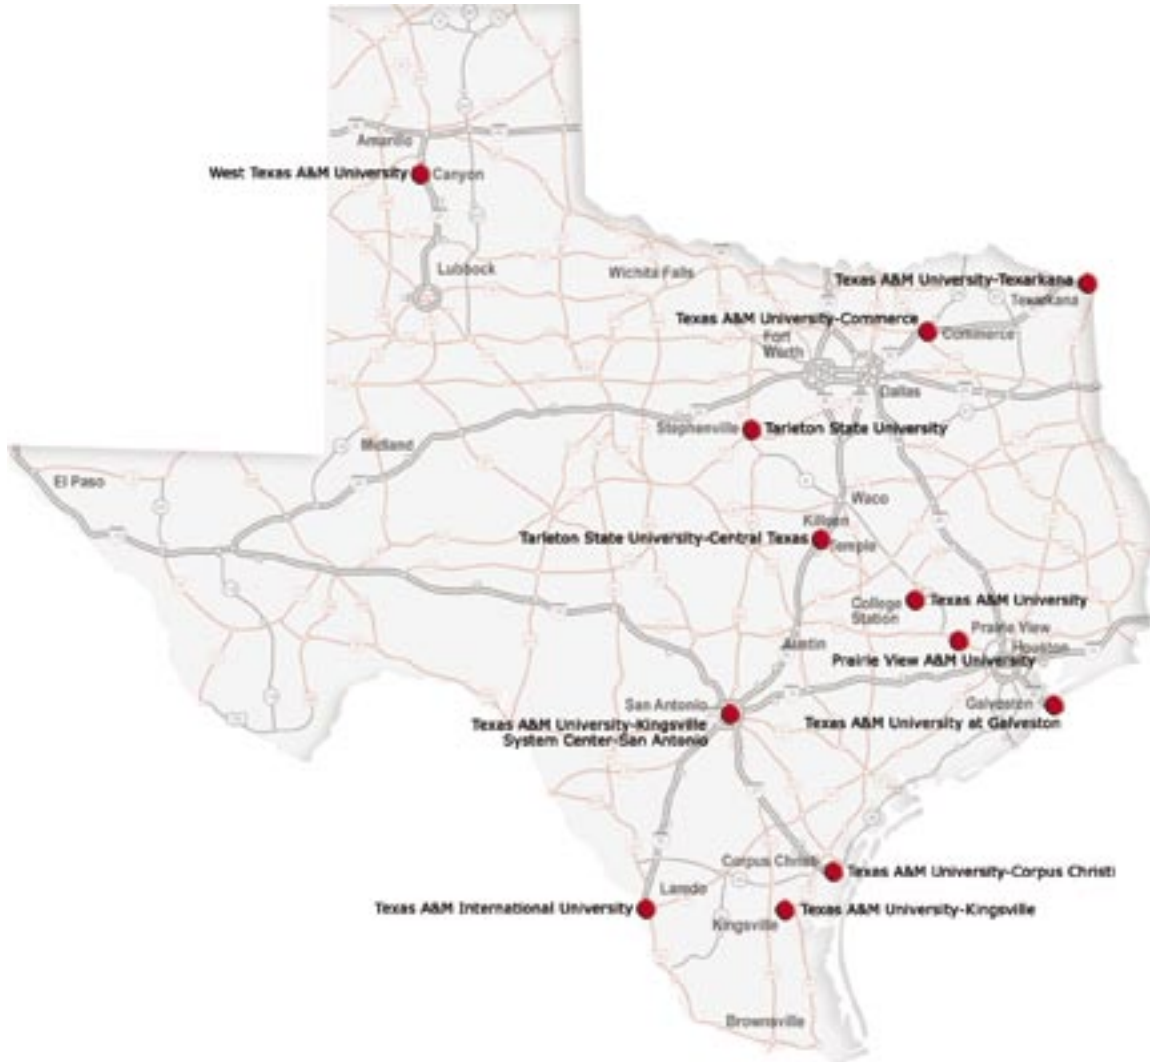 Amarillo
West Texas A&M University
Canyon
Lubbock
Wichita Falls
Texas A&M University-Texarkana
Texarkana
Texas A&M University-Commerce
Commerce
Fort
Worth
Dallas
Stephenville
Tarleton State University
Midland
El Paso
Waco
Killeen
Tarleton State University-Central Texas
Temple
College
Station
Texas A&M University
Prairie View
Austin
Houston
Prairie View A&M University
San Antonio
Galveston
Texas A&M University-Kingsville
System Center-San Antonio
Texas A&M University at Galveston
Corpus Christi
Texas A&M University-Corpus Christi
Laredo
Texas A&M International University
Texas A&M University-Kingsville
Kingsville
Brownsville